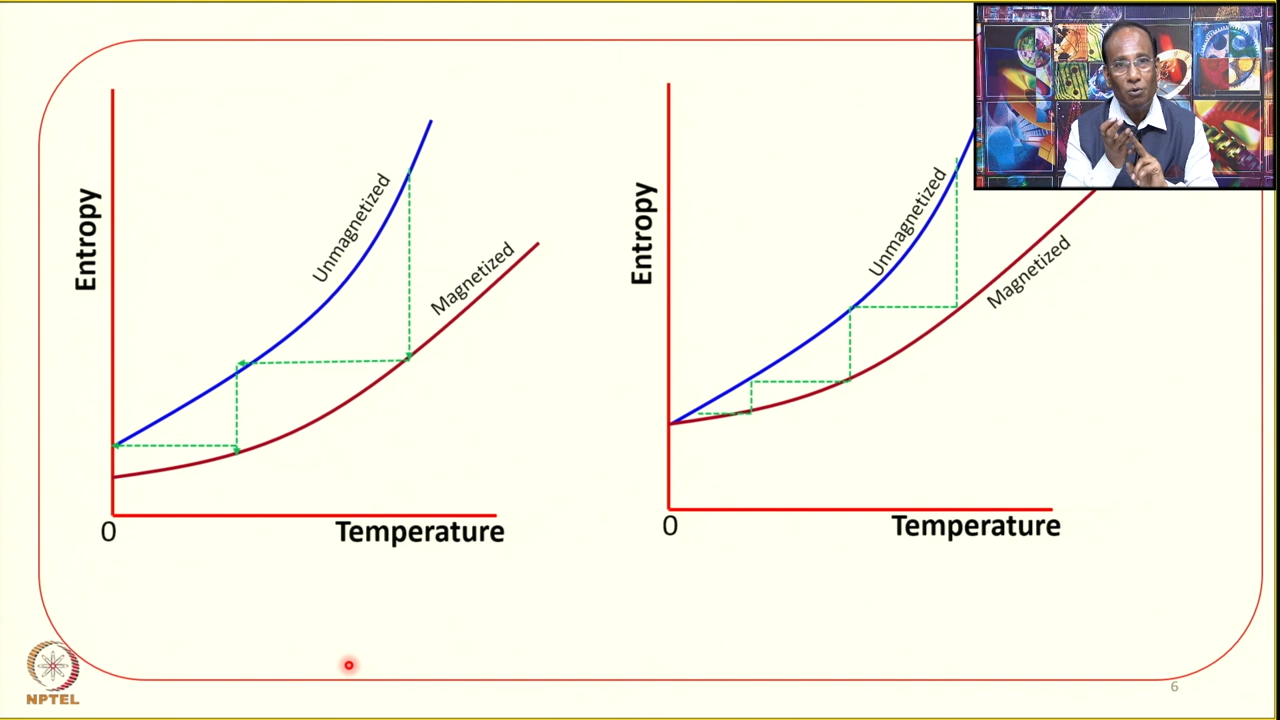 Entropy
Unmagnetized
Magnetized
0
Temperature
Entropy
Unmagnetized
Magnetized
0
Temperature
NPTEL
6